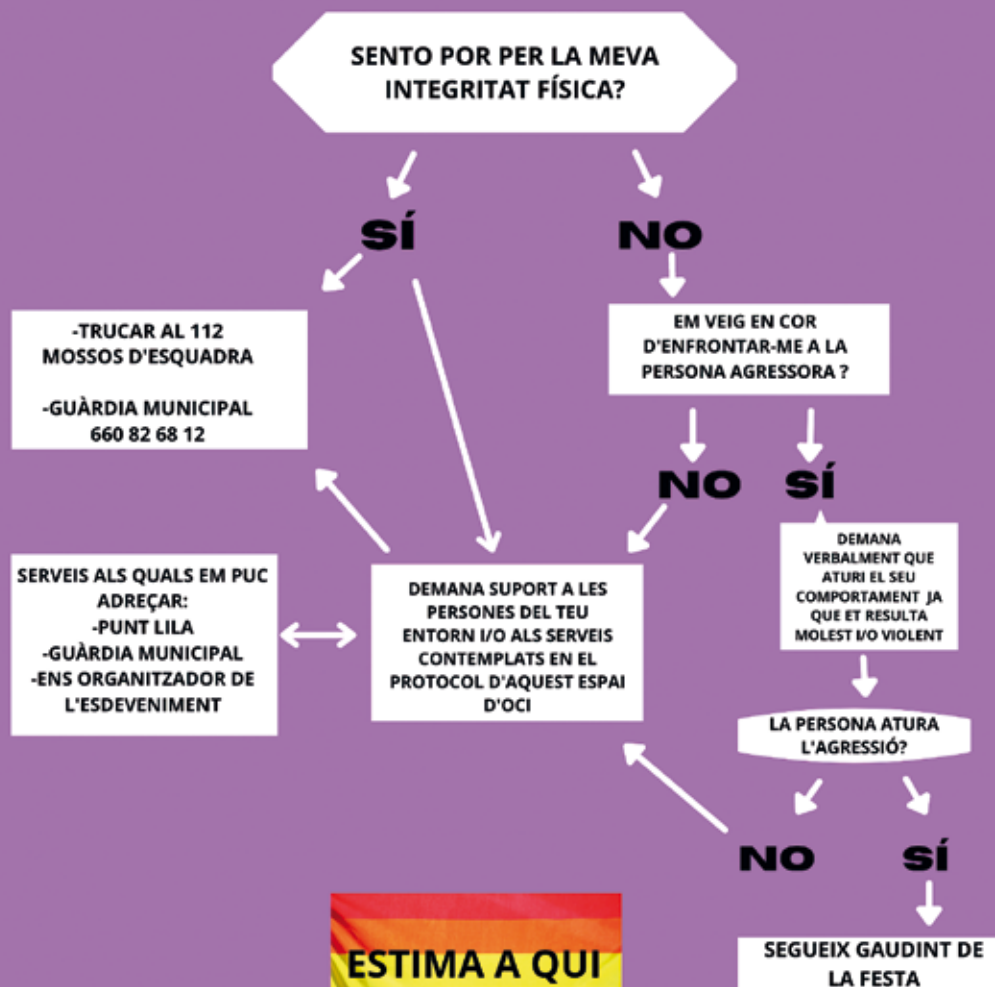 SENTO POR PER LA MEVA
INTEGRITAT FÍSICA?
SÍ
NO
-TRUCAR AL 112
MOSSOS D'ESQUADRA
-GUÀRDIA MUNICIPAL
660 82 68 12
EM VEIG EN COR
D'ENFRONTAR-ME A LA
PERSONA AGRESSORA ?
NO
SÍ
DEMANA
VERBALMENT QUE
ATURI EL SEU
COMPORTAMENT JA
QUE ET RESULTA
MOLEST I/O VIOLENT
SERVEIS ALS QUALS EM PUC
ADREÇAR:
-PUNT LILA
-GUÀRDIA MUNICIPAL
-ENS ORGANITZADOR DE
L'ESDEVENIMENT
DEMANA SUPORT A LES
PERSONES DEL TEU
ENTORN I/O ALS SERVEIS
CONTEMPLATS EN EL
PROTOCOL D'AQUEST ESPAI
D'OCI
LA PERSONA ATURA
L'AGRESSIÓ?
NO
SÍ
SEGUEIX GAUDINT DE
LA FESTA
ESTIMA A QUI